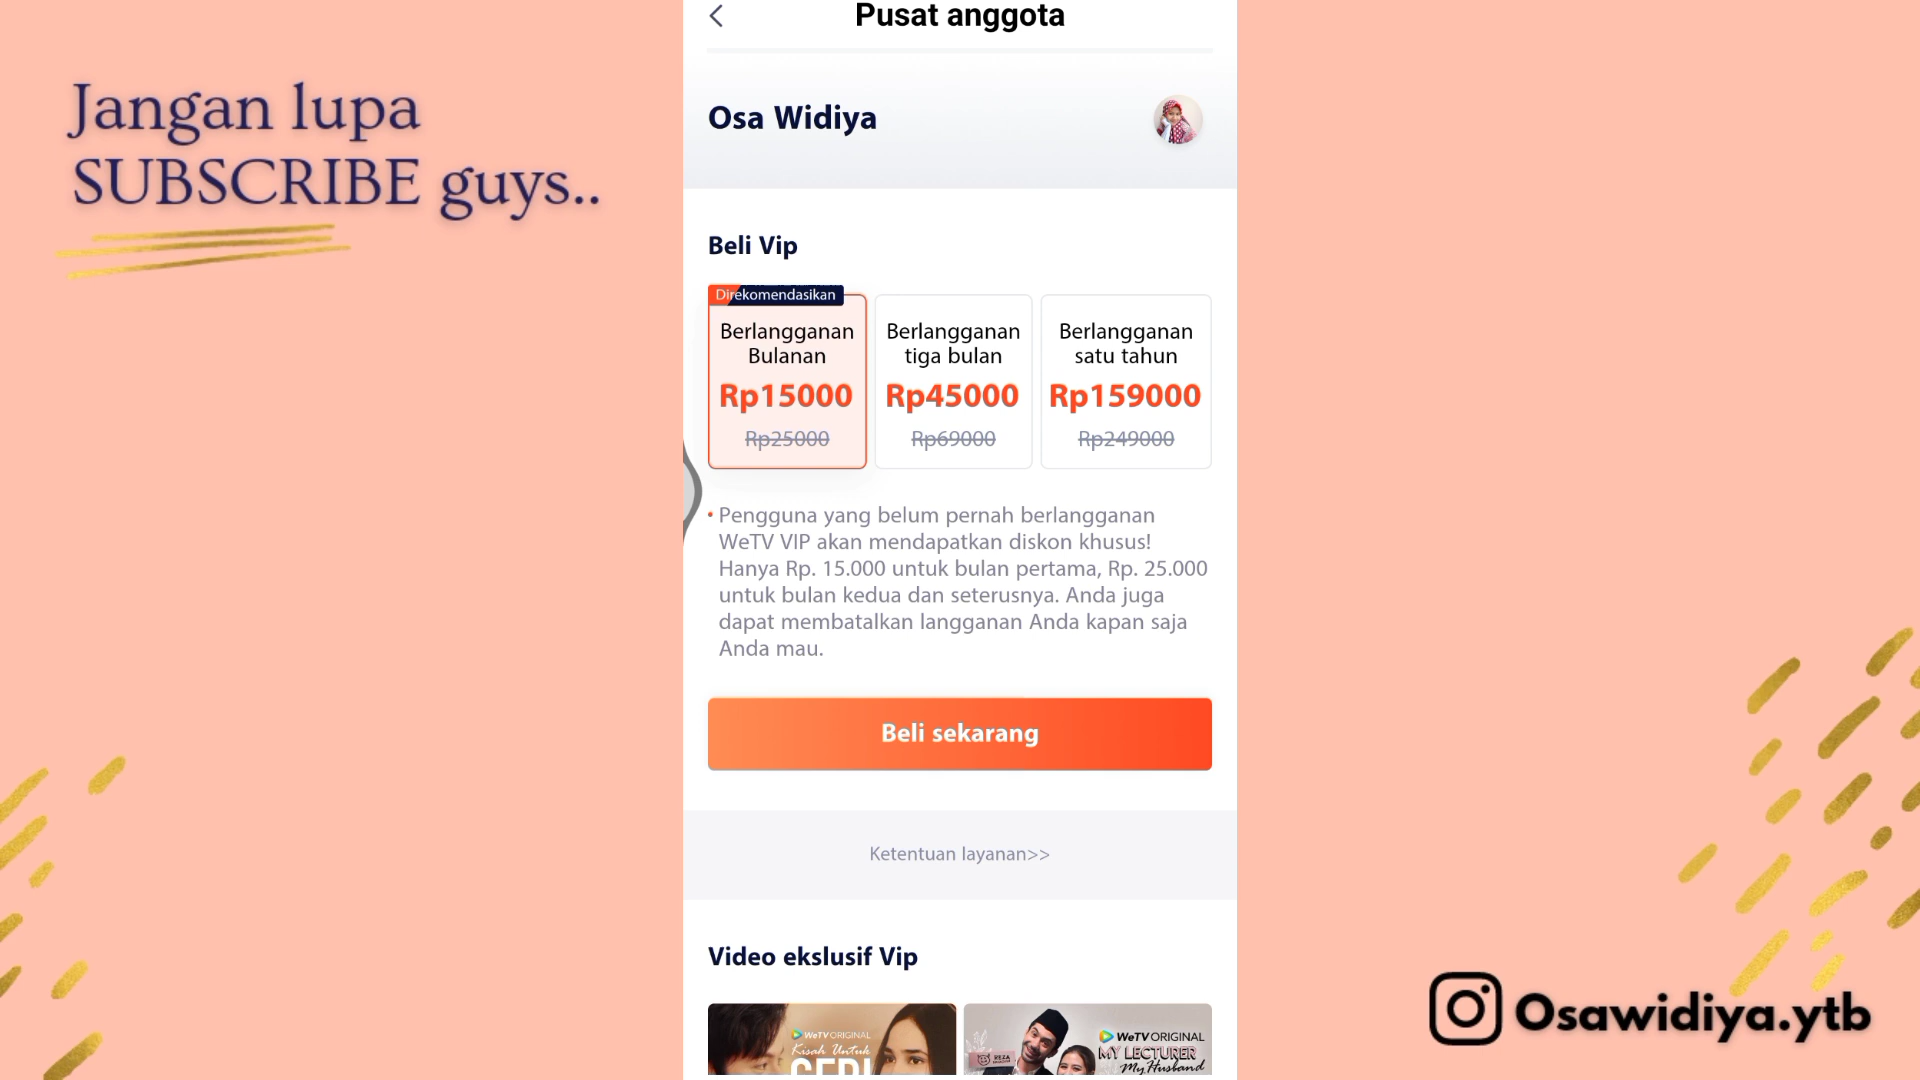 Pusat anggota
Jangan lupa
SUBSCRIBE guys..
Osa Widiya
Beli Vip
Direkomendasikan
Berlangganan
Bulanan
Rp15000
Rp25000
Berlangganan
tiga bulan
Rp45000
Rp69000
Berlangganan
satu tahun
Rp159000
Rp249000
Pengguna yang belum pernah berlangganan
WeTV VIP akan mendapatkan diskon khusus!
Hanya Rp. 15.000 untuk bulan pertama, Rp. 25.000
untuk bulan kedua dan seterusnya. Anda juga
dapat membatalkan langganan Anda kapan saja
Anda mau.
Beli sekarang
Ketentuan layanan>>
Video ekslusif Vip
WeTV ORIGINAL
Kisah Untuk
GERI
WeTV ORIGINAL
REZA
MY LECTURER
My Husband
Osawidiya.ytb